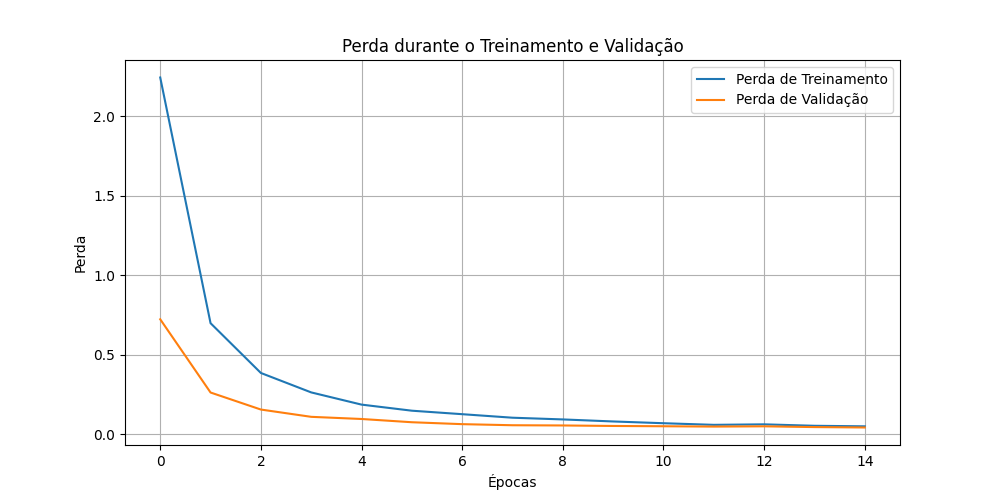 Perda durante o Treinamento e Validação
Perda de Treinamento
Perda de Validação
Perda
2.0
1.5
1.0
0.5
0.0
0 2 4 6 8 10 12 14
Épocas